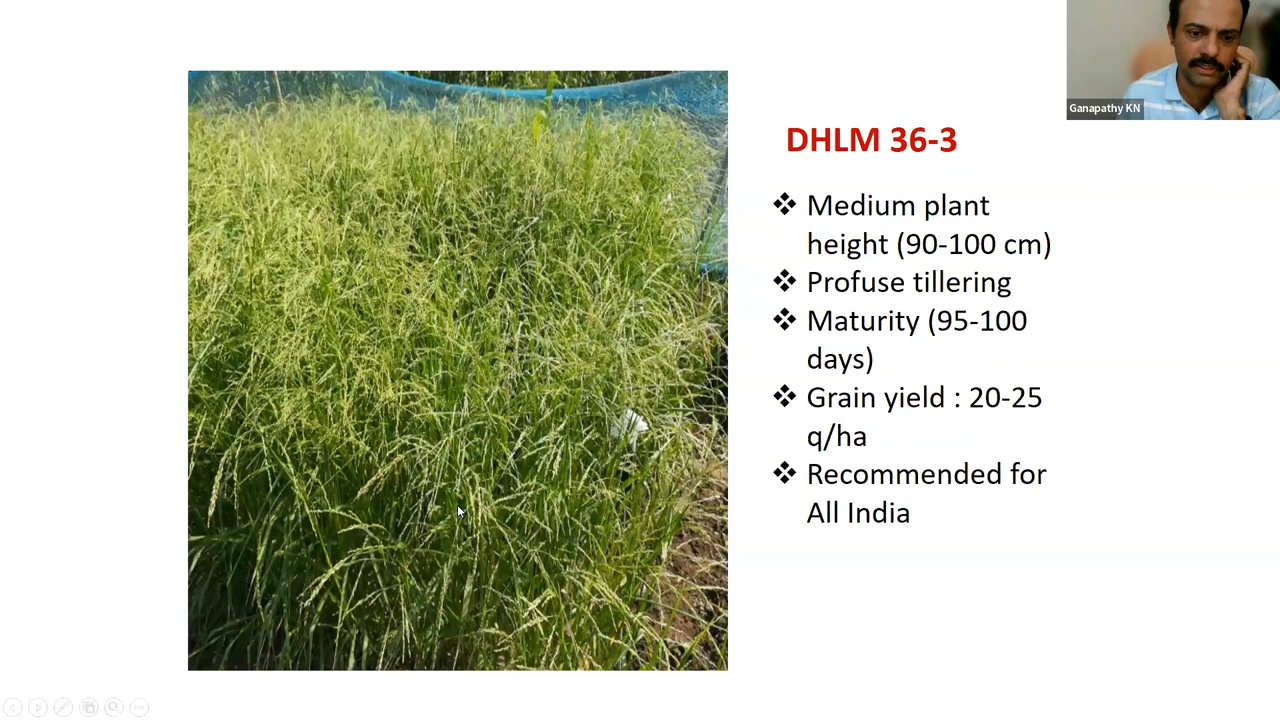 Ganapathy KN
DHLM 36-3
❖ Medium plant
height (90-100 cm)
❖ Profuse tillering
❖ Maturity (95-100
days)
❖ Grain yield : 20-25
q/ha
❖ Recommended for
All India